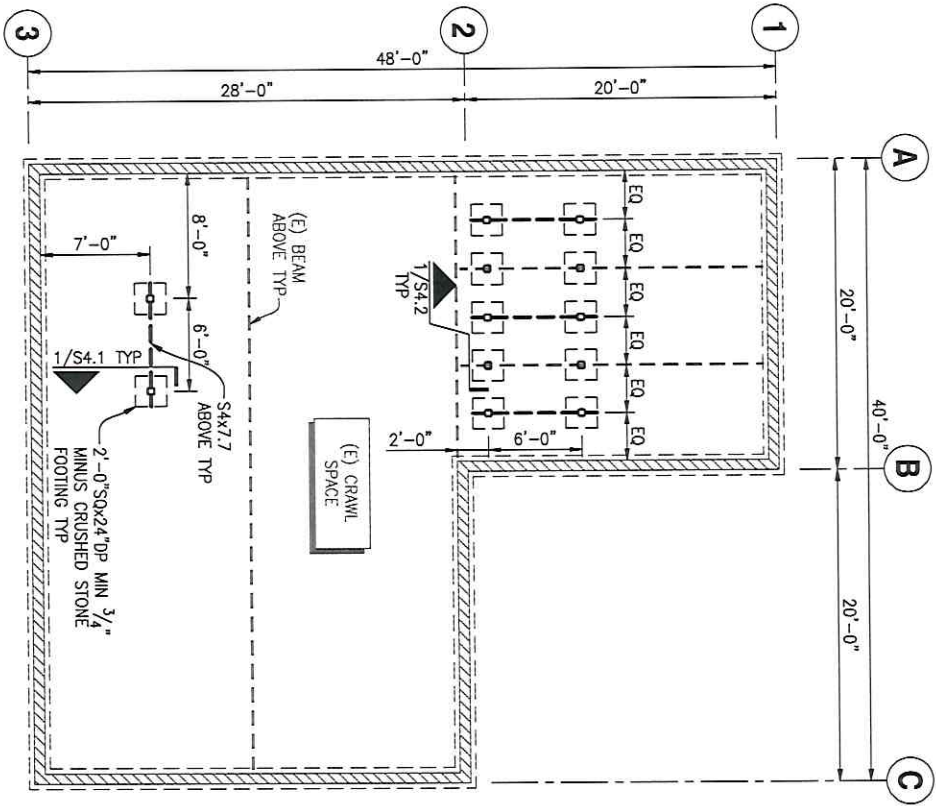 3
2
1
48'-0"
28'-0"
20'-0"
A
B
C
20'-0"
40'-0"
20'-0"
EQ
EQ
EQ
EQ
EQ
EQ
1/S4.2
TYP
2'-0"
6'-0"
(E) BEAM
ABOVE TYP
8'-0"
7'-0"
6'-0"
1/S4.1 TYP
S4x7.7
ABOVE TYP
(E) CRAWL
SPACE
2'-0"SQx24"DP MIN 3/4"
MINUS CRUSHED STONE
FOOTING TYP